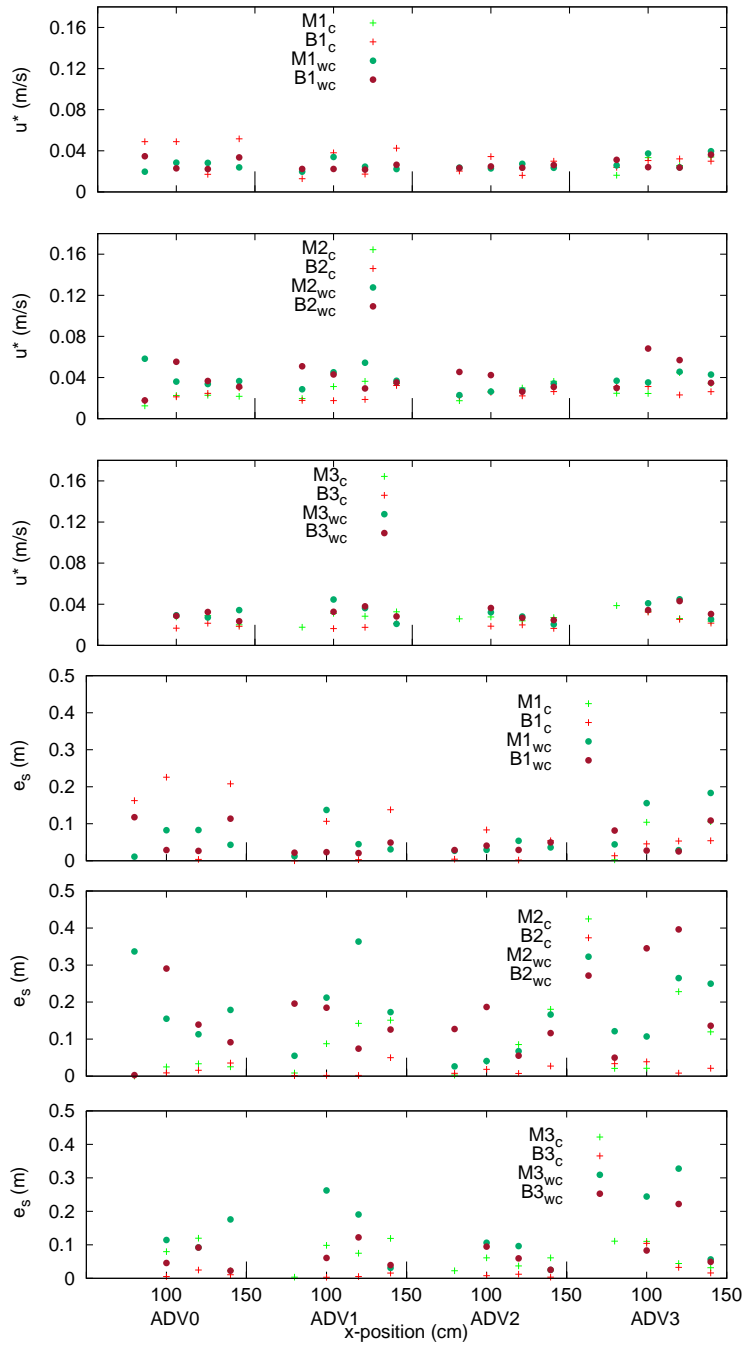 0.16
0.12
0.08
0.04
0
u* (m/s)
M1c
B1c
M1wc
B1wc
0.16
0.12
0.08
0.04
0
u* (m/s)
M2c
B2c
M2wc
B2wc
0.16
0.12
0.08
0.04
0
u* (m/s)
M3c
B3c
M3wc
B3wc
0.5
0.4
0.3
0.2
0.1
0
es (m)
M1c
B1c
M1wc
B1wc
0.5
0.4
0.3
0.2
0.1
0
es (m)
M2c
B2c
M2wc
B2wc
0.5
0.4
0.3
0.2
0.1
0
es (m)
M3c
B3c
M3wc
B3wc
100 150 100 150 100 150 100 150
ADV0 ADV1 ADV2 ADV3
x-position (cm)